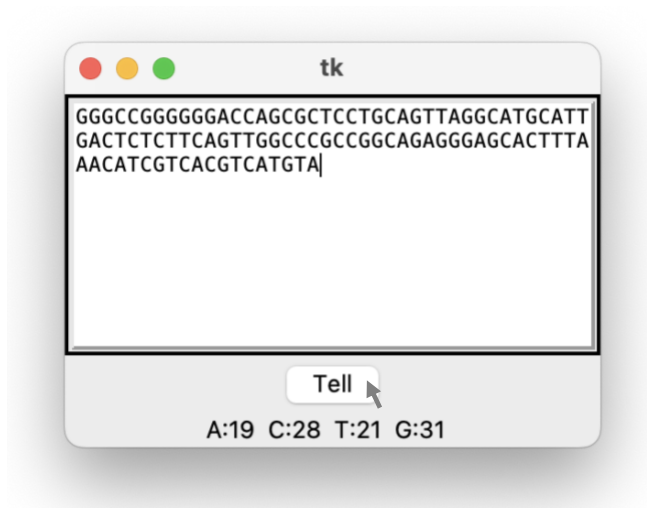 tk
GGGCCGGGGGGACCAGCGCTCCTGCAGTTAGGCATGCATT
GACTCTCTTCAGTTGGCCCGCCGGCAGAGGGAGCACTTTA
AACATCGTCACGTCATGTA
Tell
A:19 C:28 T:21 G:31